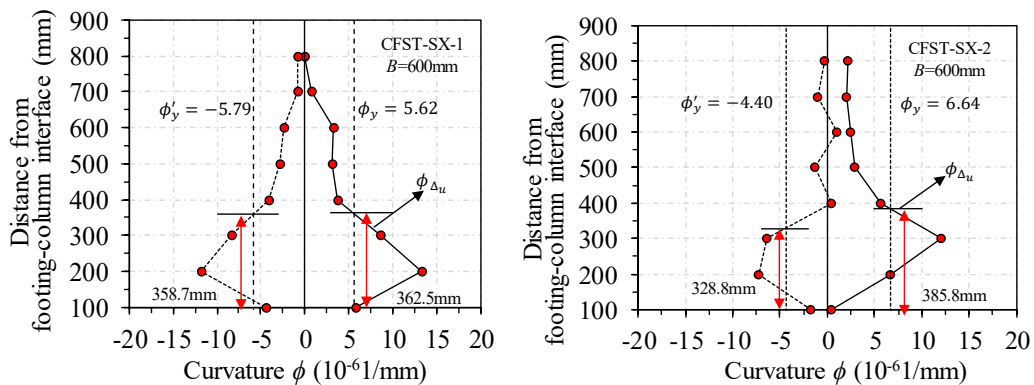 Distance from
footing-column interface (mm)
900
800
700
600
500
400
300
200
100
CFST-SX-1
B=600mm
ϕ′y = −5.79
ϕy = 5.62
ϕΔu
358.7mm
362.5mm
-20 -15 -10 -5 0 5 10 15 20
Curvature ϕ (10-61/mm)
Distance from
footing-column interface (mm)
900
800
700
600
500
400
300
200
100
CFST-SX-2
B=600mm
ϕ′y = −4.40
ϕy = 6.64
ϕΔu
328.8mm
385.8mm
-20 -15 -10 -5 0 5 10 15 20
Curvature ϕ (10-61/mm)